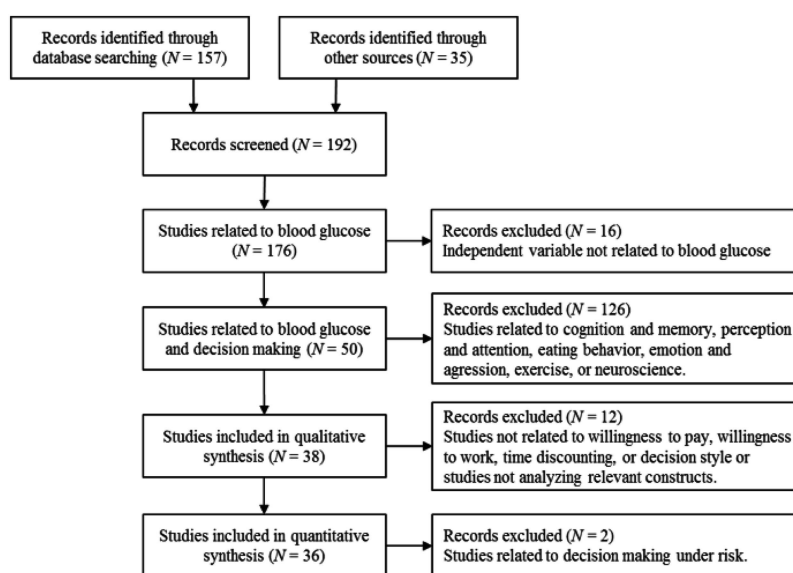 Records identified through
database searching (N = 157)
Records identified through
other sources (N = 35)
Records screened (N = 192)
Studies related to blood glucose
(N = 176)
Records excluded (N = 16)
Independent variable not related to blood glucose
Studies related to blood glucose
and decision making (N = 50)
Records excluded (N = 126)
Studies related to cognition and memory, perception
and attention, eating behavior, emotion and
agression, exercise, or neuroscience.
Studies included in qualitative
synthesis (N = 38)
Records excluded (N = 12)
Studies not related to willingness to pay, willingness
to work, time discounting, or decision style or
studies not analyzing relevant constructs.
Studies included in quantitative
synthesis (N = 36)
Records excluded (N = 2)
Studies related to decision making under risk.